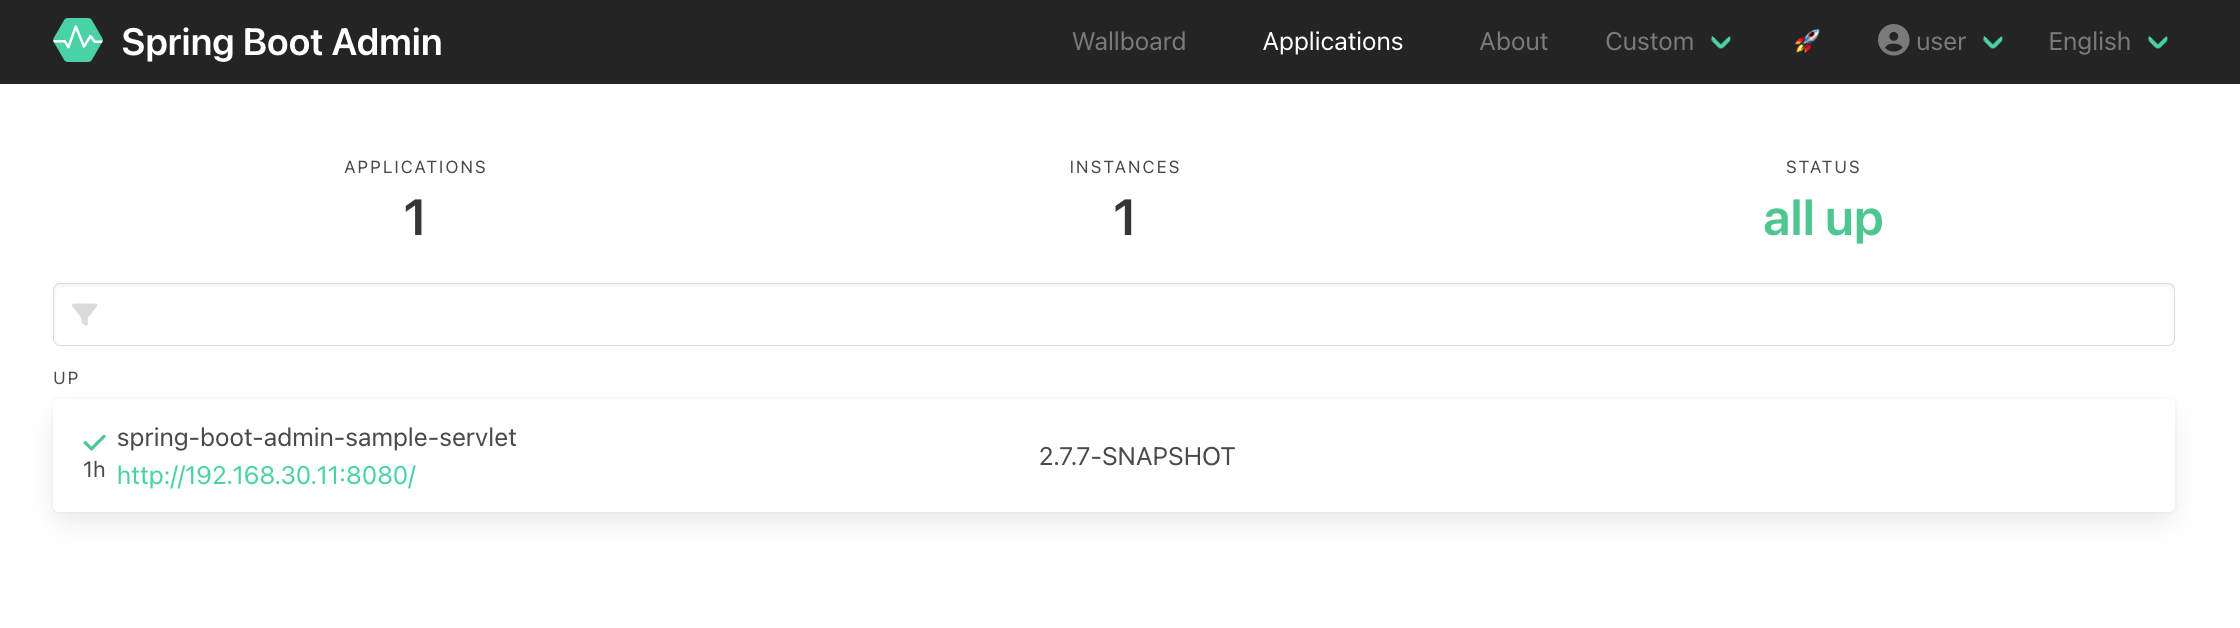 Spring Boot Admin
Wallboard Applications About Custom 🚀 user English
APPLICATIONS INSTANCES STATUS
1 1 all up
UP
spring-boot-admin-sample-servlet
2.7.7-SNAPSHOT
1h http://192.168.30.11:8080/